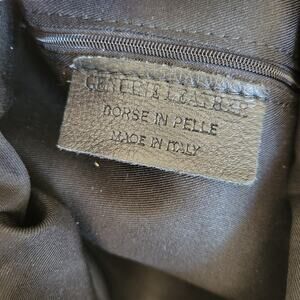 GENUINE LEATHER
BORSE IN PELLE
MADE IN ITALY